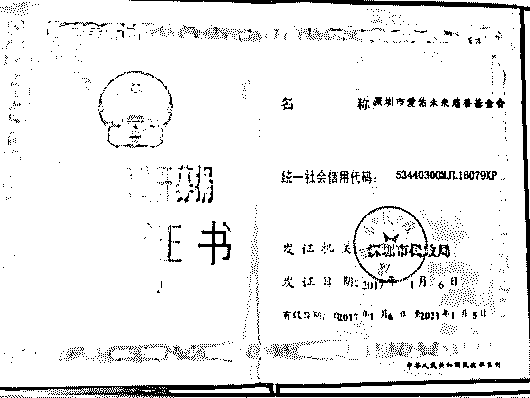 证书
名 称 深圳市爱佑未来慈善基金会
统一社会信用代码: 53440300MJL18079XP
发证机关 深圳市民政局
发证日期: 2017年1月6日
有效期限: 自2017年1月6日至2021年1月5日
中华人民共和国民政部监制